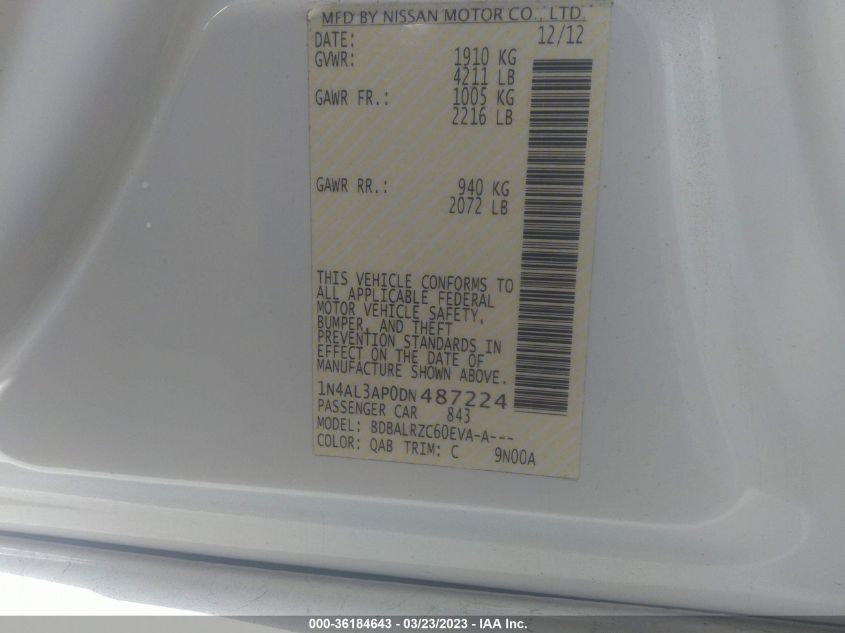 MFD BY NISSAN MOTOR CO., LTD.
DATE: 12/12
GVWR: 1910 KG
4211 LB
GAWR FR.: 1005 KG
2216 LB
GAWR RR.: 940 KG
2072 LB
THIS VEHICLE CONFORMS TO
ALL APPLICABLE FEDERAL
MOTOR VEHICLE SAFETY,
BUMPER, AND THEFT
PREVENTION STANDARDS IN
EFFECT ON THE DATE OF
MANUFACTURE SHOWN ABOVE.
1N4AL3AP0DN487224
PASSENGER CAR 843
MODEL: BDBALRZC60EVA-A---
COLOR: QAB TRIM: C 9N00A
000-36184643 - 03/23/2023 - IAA Inc.